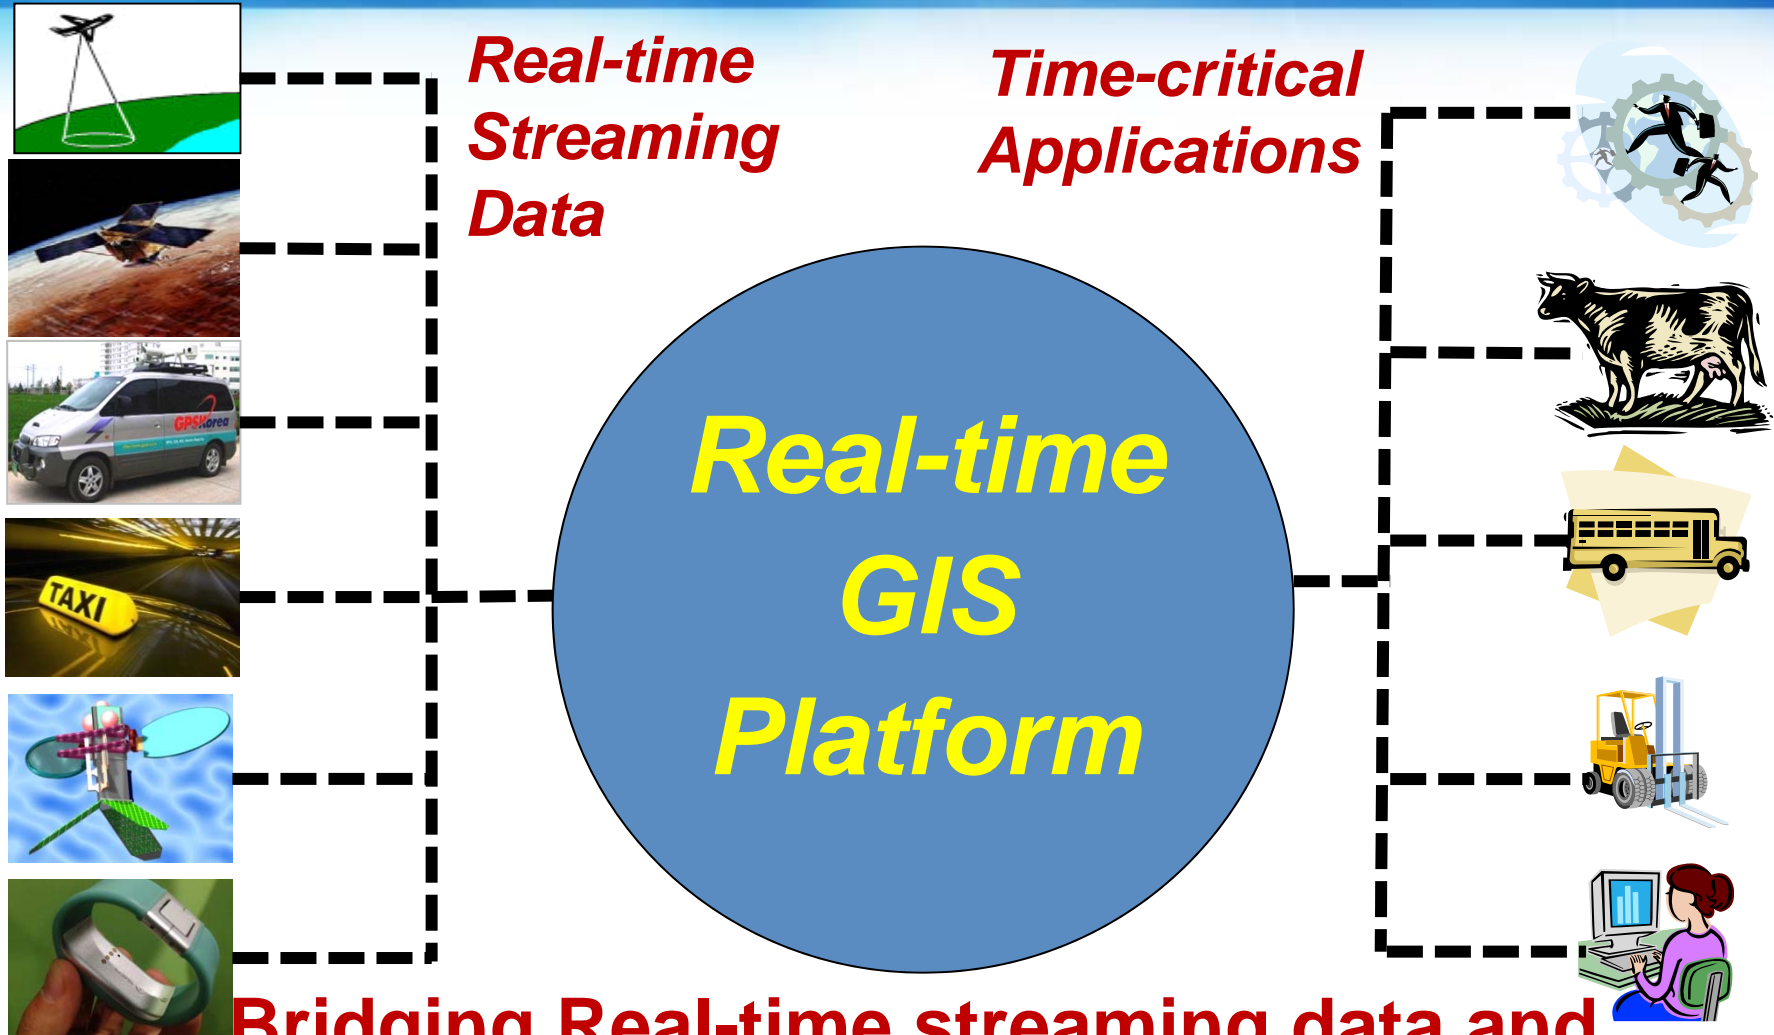 Real-time
Streaming
Data
Time-critical
Applications
GPSKorea
TAXI
Real-time
GIS
Platform
Bridging Real-time streaming data and